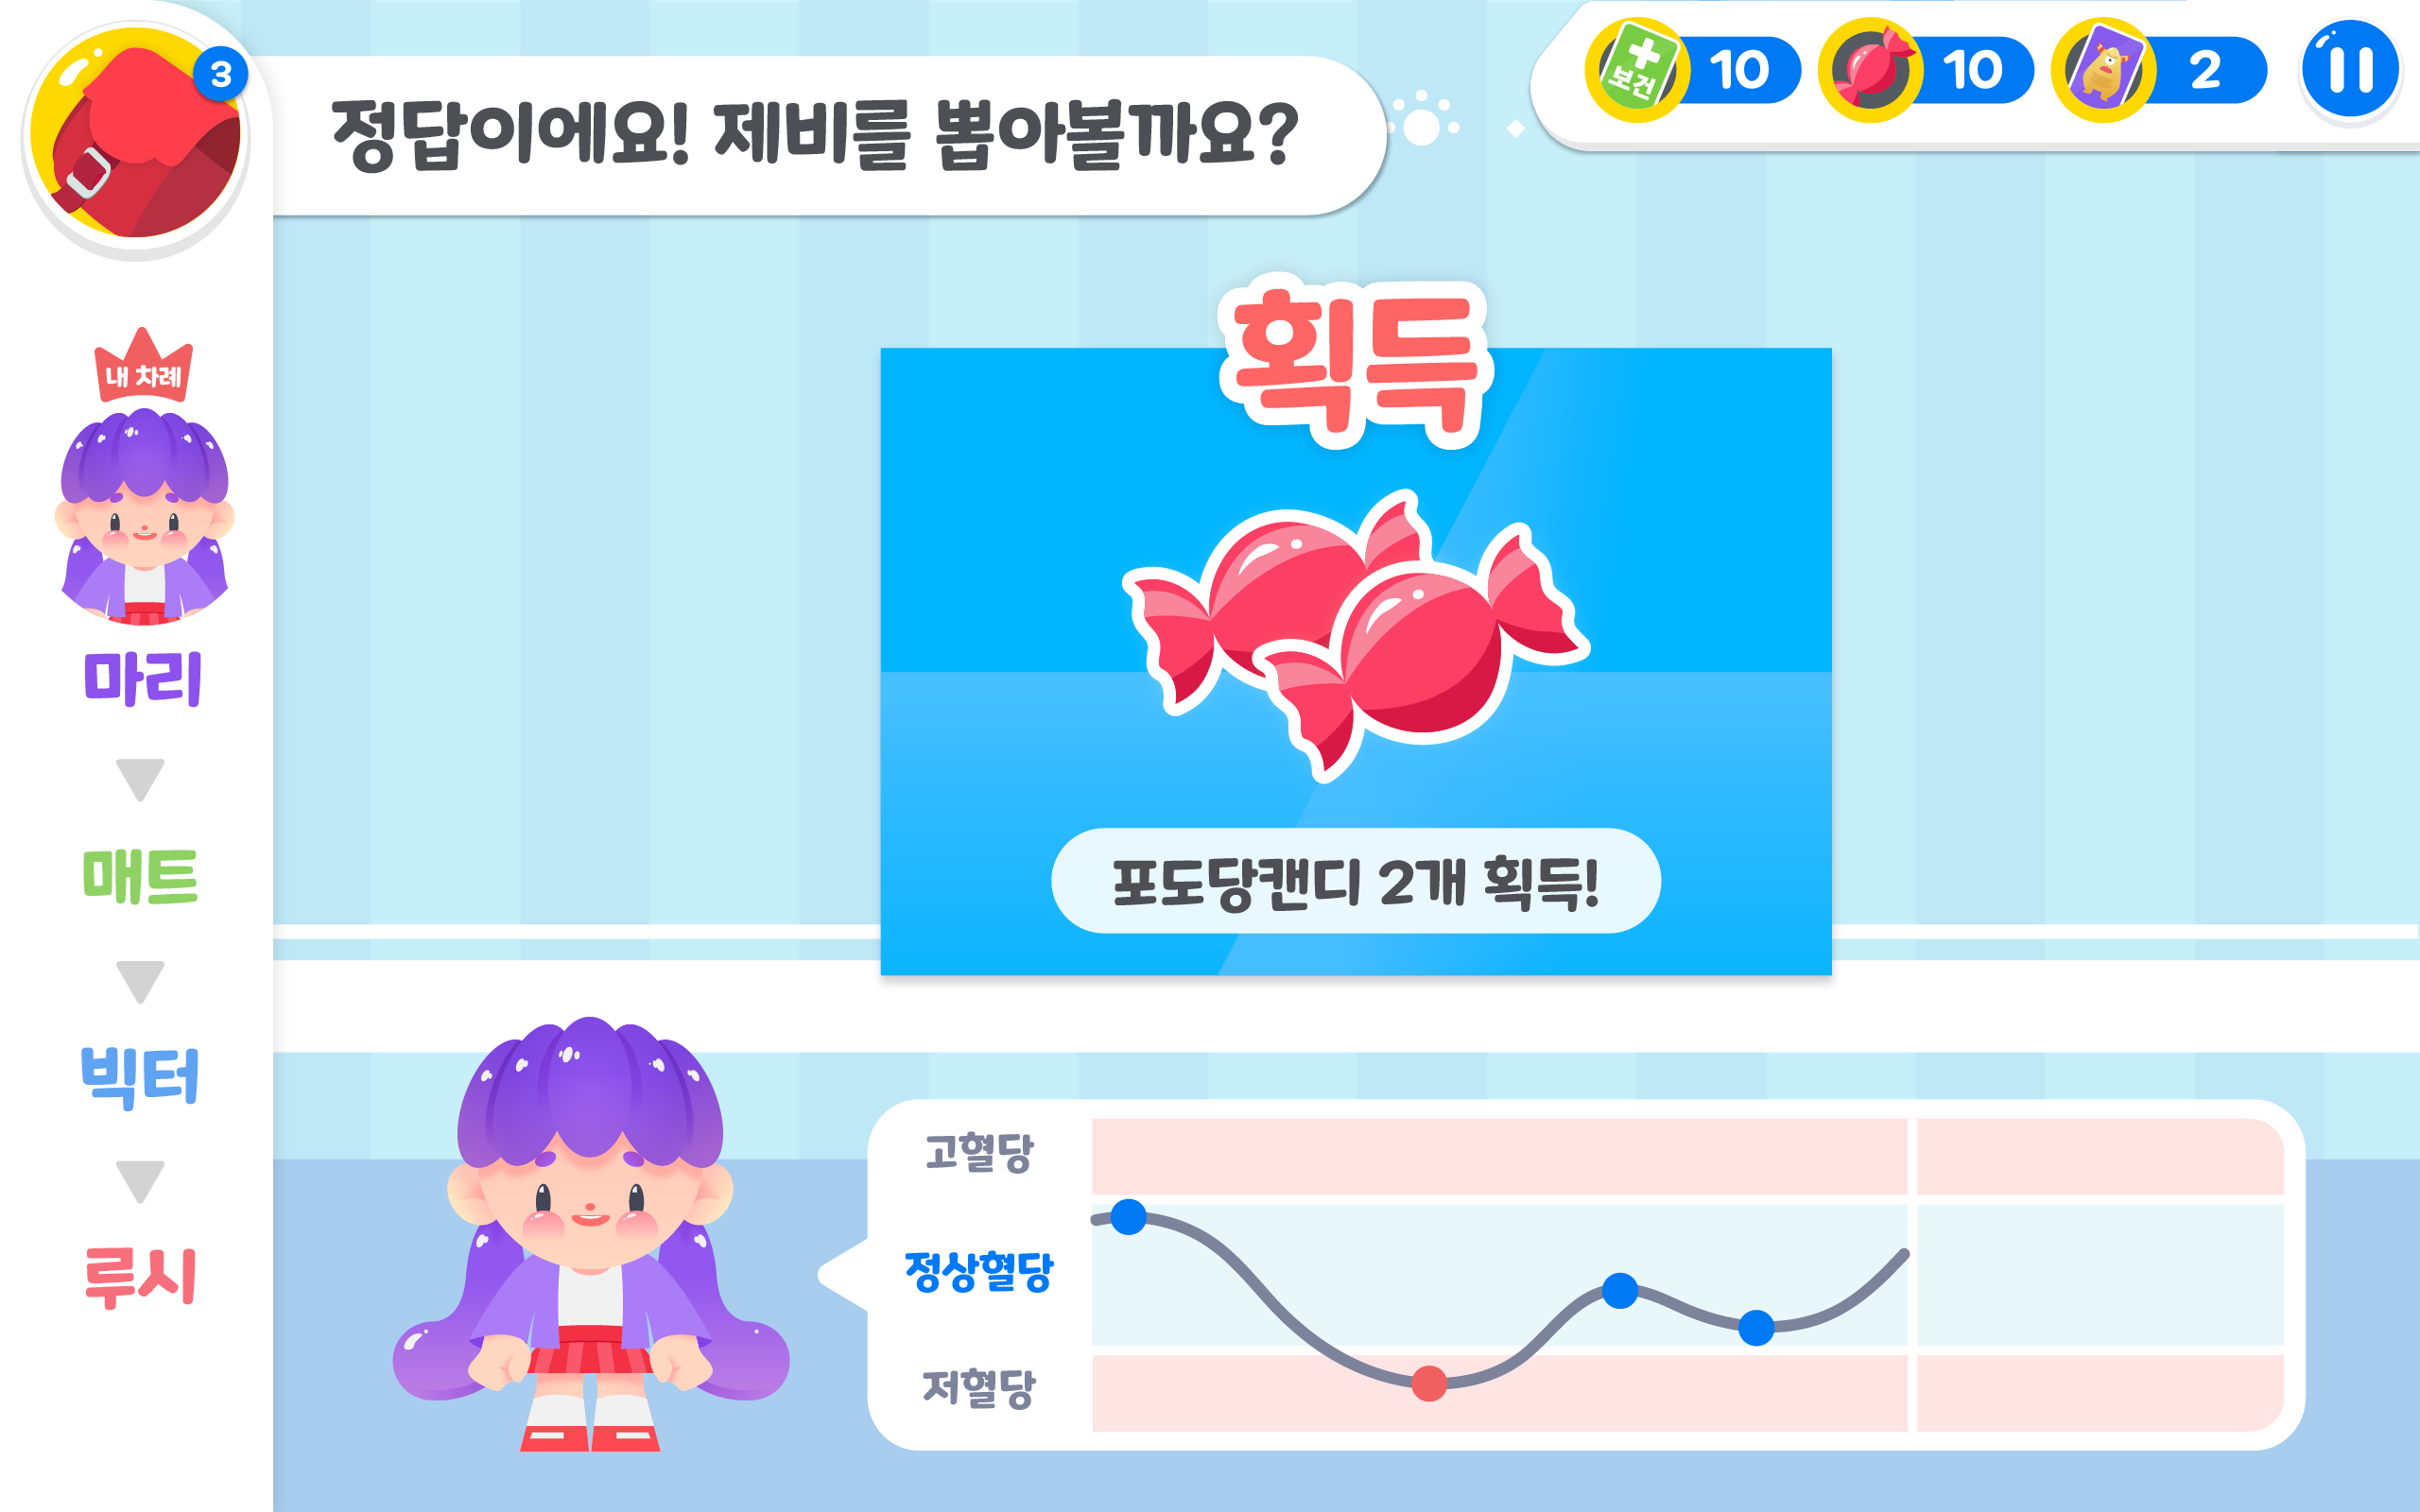 3
정답이에요! 제비를 뽑아볼까요?
보건
10
10
2
내 차례
마리
매트
빅터
루시
획득
포도당캔디 2개 획득!
고혈당
정상혈당
저혈당